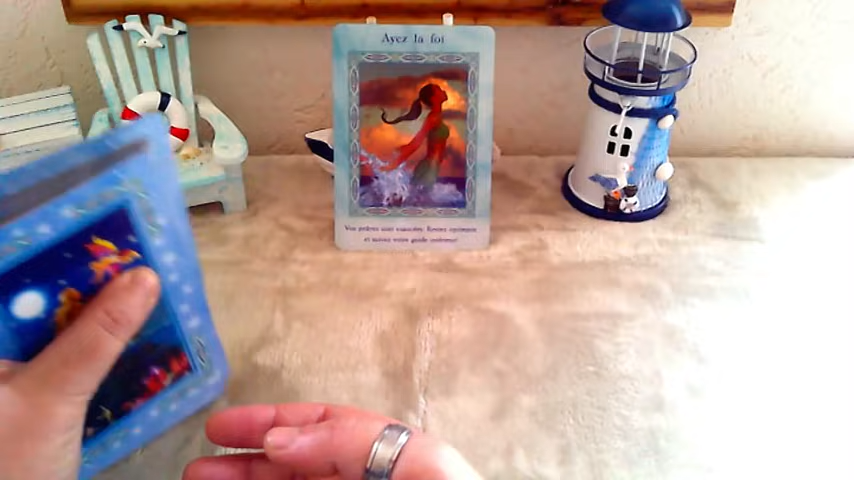 Ayez la foi
Vos prières sont exaucées. Restez optimiste
et suivez votre guide intérieur!